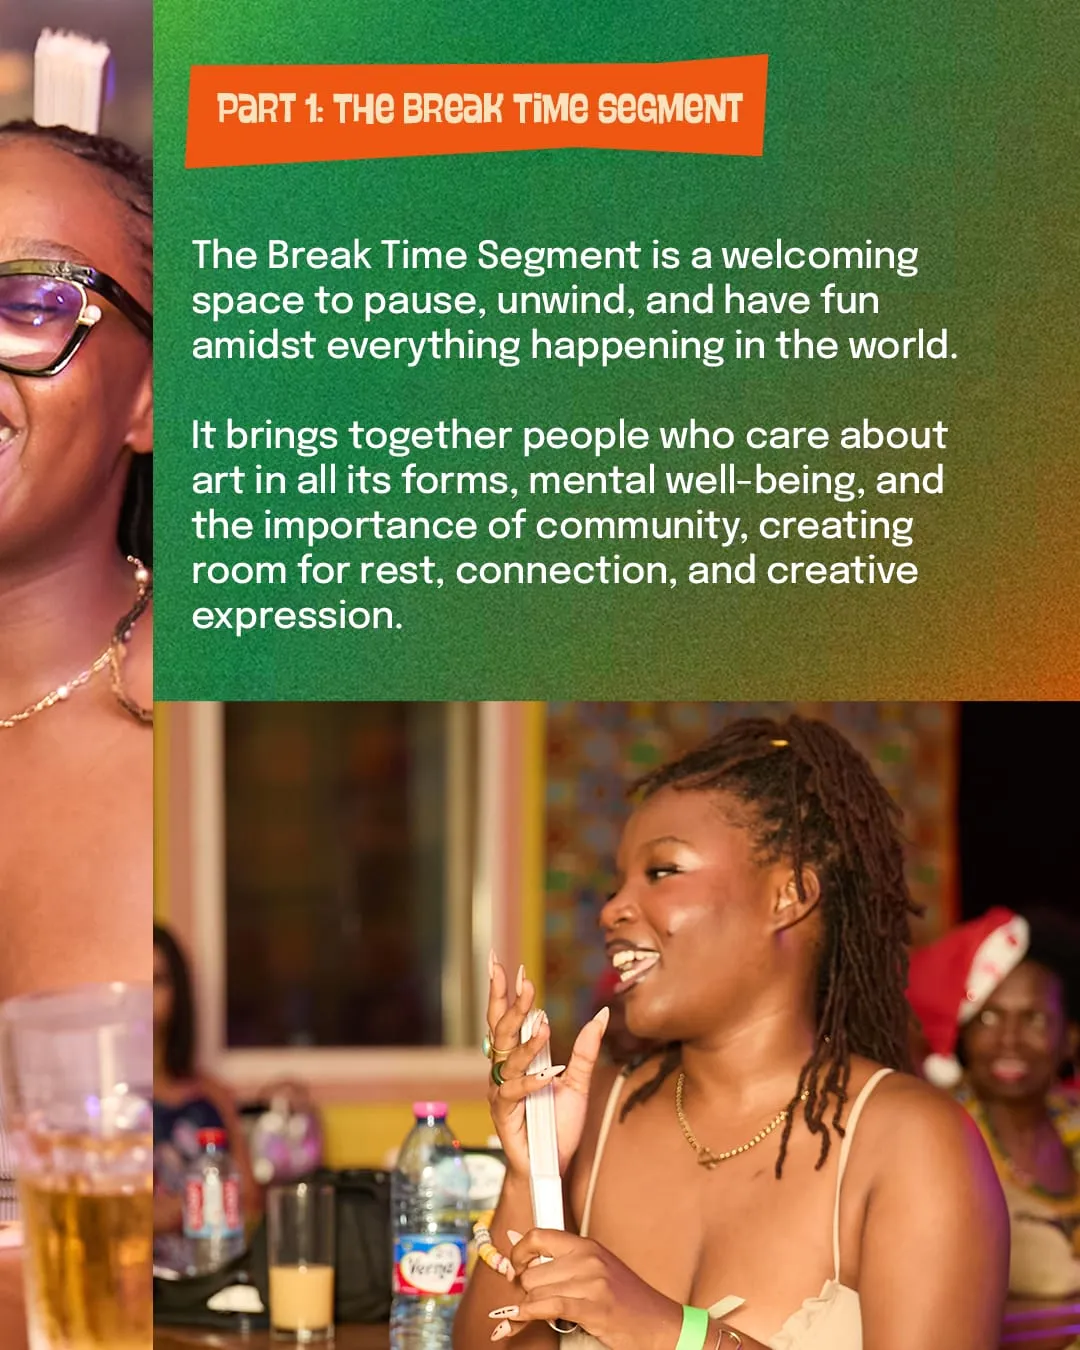 PART 1: THE BREAK TIME SEGMENT
The Break Time Segment is a welcoming
space to pause, unwind, and have fun
amidst everything happening in the world.
It brings together people who care about
art in all its forms, mental well-being, and
the importance of community, creating
room for rest, connection, and creative
expression.
Veena